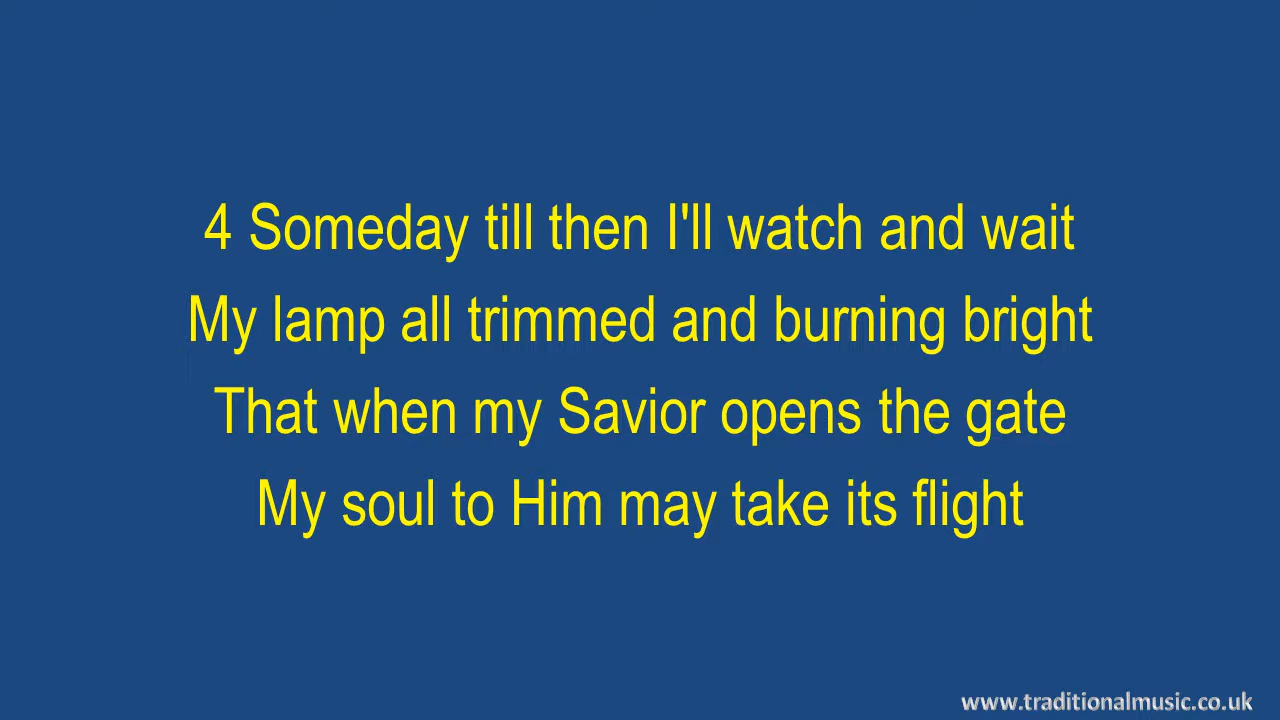 4 Someday till then I'll watch and wait
My lamp all trimmed and burning bright
That when my Savior opens the gate
My soul to Him may take its flight
www.traditionalmusic.co.uk